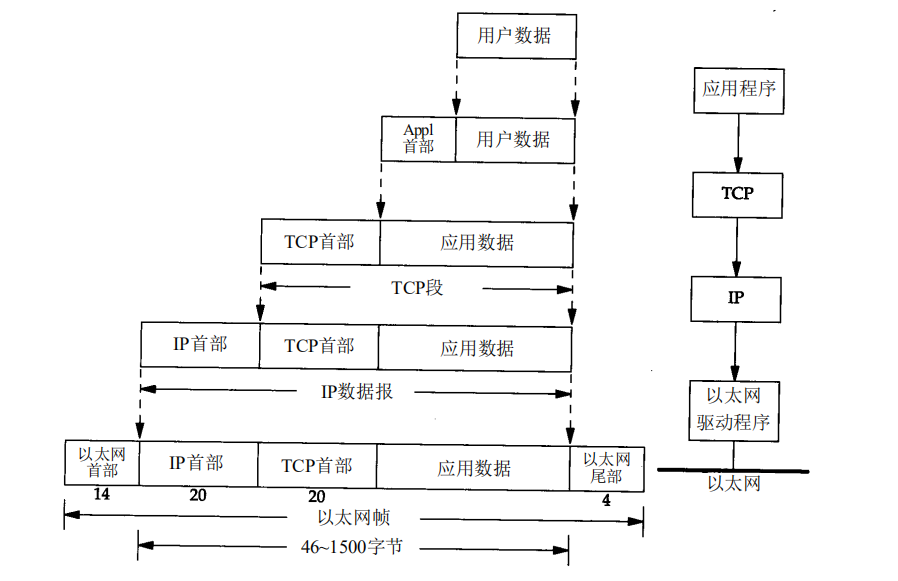 用户数据
应用程序
Appl
首部
用户数据
TCP
TCP首部
应用数据
TCP段
IP
IP首部
TCP首部
应用数据
IP数据报
以太网
驱动程序
以太网
首部
IP首部
TCP首部
应用数据
以太网
尾部
以太网
14
20
20
4
以太网帧
46~1500字节